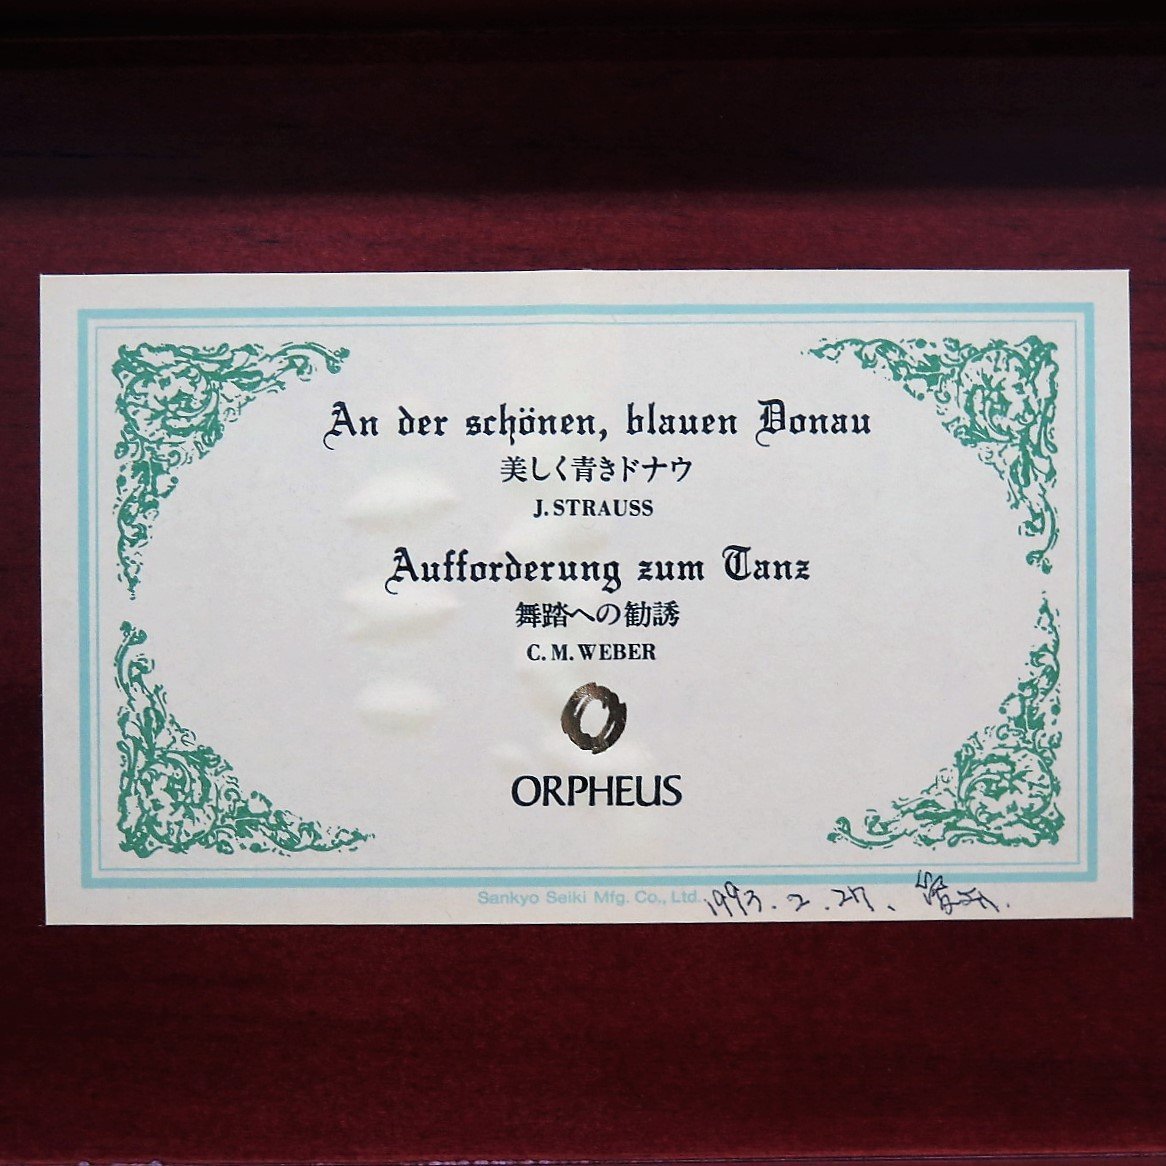 An der schönen, blauen Donau
美しく青きドナウ
J. STRAUSS
Aufforderung zum Tanz
舞踏への勧誘
C. M. WEBER
ORPHEUS
Sankyo Seiki Mfg. Co., Ltd.
1993. 2. 27.